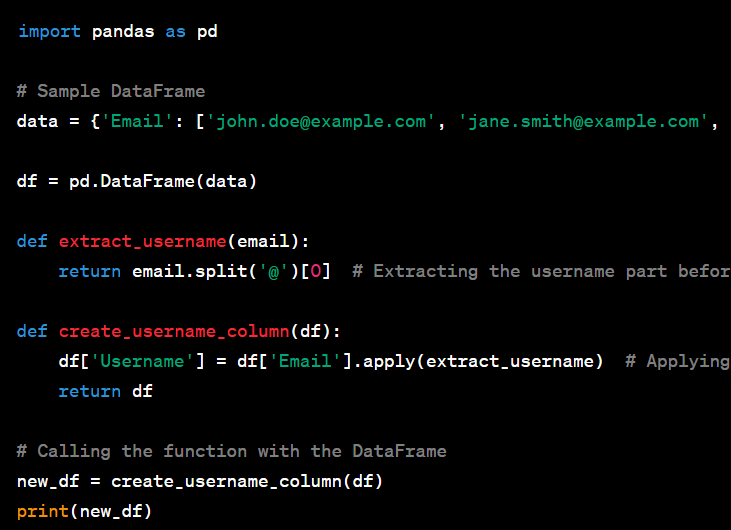 import pandas as pd
# Sample DataFrame
data = {'Email': ['john.doe@example.com', 'jane.smith@example.com',
df = pd.DataFrame(data)
def extract_username(email):
    return email.split('@')[0]  # Extracting the username part befor
def create_username_column(df):
    df['Username'] = df['Email'].apply(extract_username)  # Applying
    return df
# Calling the function with the DataFrame
new_df = create_username_column(df)
print(new_df)